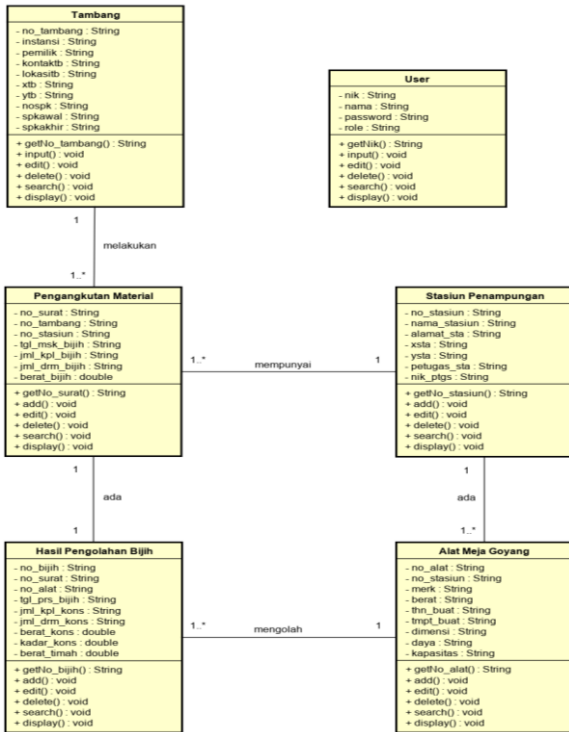 Tambang
- no_tambang : String
- instansi : String
- pemilik : String
- kontaktb : String
- lokasitb : String
- xtb : String
- ytb : String
- nospk : String
- spkawal : String
- spkakhir : String
+ getNo_tambang() : String
+ input() : void
+ edit() : void
+ delete() : void
+ search() : void
+ display() : void
User
- nik : String
- nama : String
- password : String
- role : String
+ getNik() : String
+ input() : void
+ edit() : void
+ delete() : void
+ search() : void
+ display() : void
1
melakukan
1..*
Pengangkutan Material
- no_surat : String
- no_tambang : String
- no_stasiun : String
- tgl_msk_bijih : String
- jml_kpl_bijih : String
- jml_drm_bijih : String
- berat_bijih : double
+ getNo_surat() : String
+ add() : void
+ edit() : void
+ delete() : void
+ search() : void
+ display() : void
1..*
mempunyai
1
Stasiun Penampungan
- no_stasiun : String
- nama_stasiun : String
- alamat_sta : String
- xsta : String
- ysta : String
- petugas_sta : String
- nik_ptgs : String
+ getNo_stasiun() : String
+ add() : void
+ edit() : void
+ delete() : void
+ search() : void
+ display() : void
1
ada
1
1
ada
1..*
Hasil Pengolahan Bijih
- no_bijih : String
- no_surat : String
- no_alat : String
- tgl_prs_bijih : String
- jml_kpl_kons : String
- jml_drm_kons : String
- berat_kons : double
- kadar_kons : double
- berat_timah : double
+ getNo_bijih() : String
+ add() : void
+ edit() : void
+ delete() : void
+ search() : void
+ display() : void
1..*
mengolah
1
Alat Meja Goyang
- no_alat : String
- no_stasiun : String
- merk : String
- berat : String
- thn_buat : String
- tmpt_buat : String
- dimensi : String
- daya : String
- kapasitas : String
+ getNo_alat() : String
+ add() : void
+ edit() : void
+ delete() : void
+ search() : void
+ display() : void